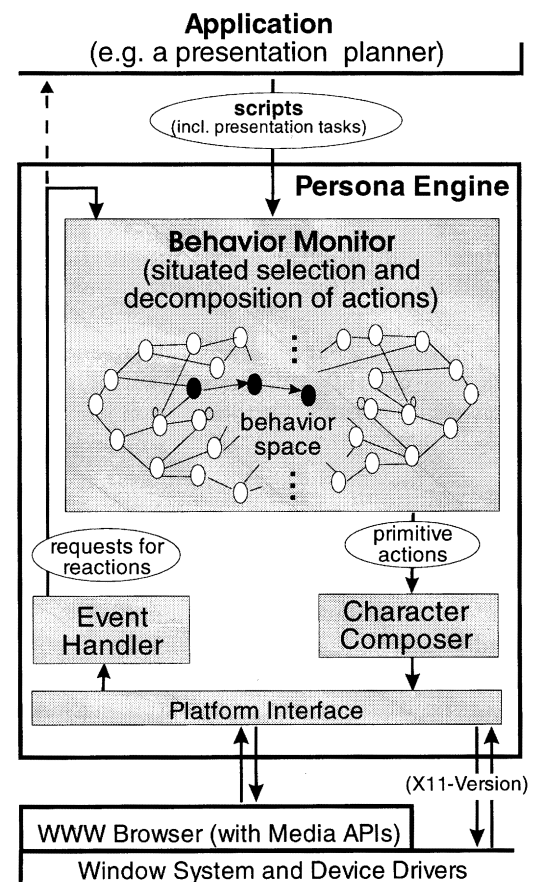 Application
(e.g. a presentation planner)
scripts
(incl. presentation tasks)
Persona Engine
Behavior Monitor
(situated selection and
decomposition of actions)
behavior
space
requests for
reactions
primitive
actions
Event
Handler
Character
Composer
Platform Interface
(X11-Version)
WWW Browser (with Media APIs)
Window System and Device Drivers